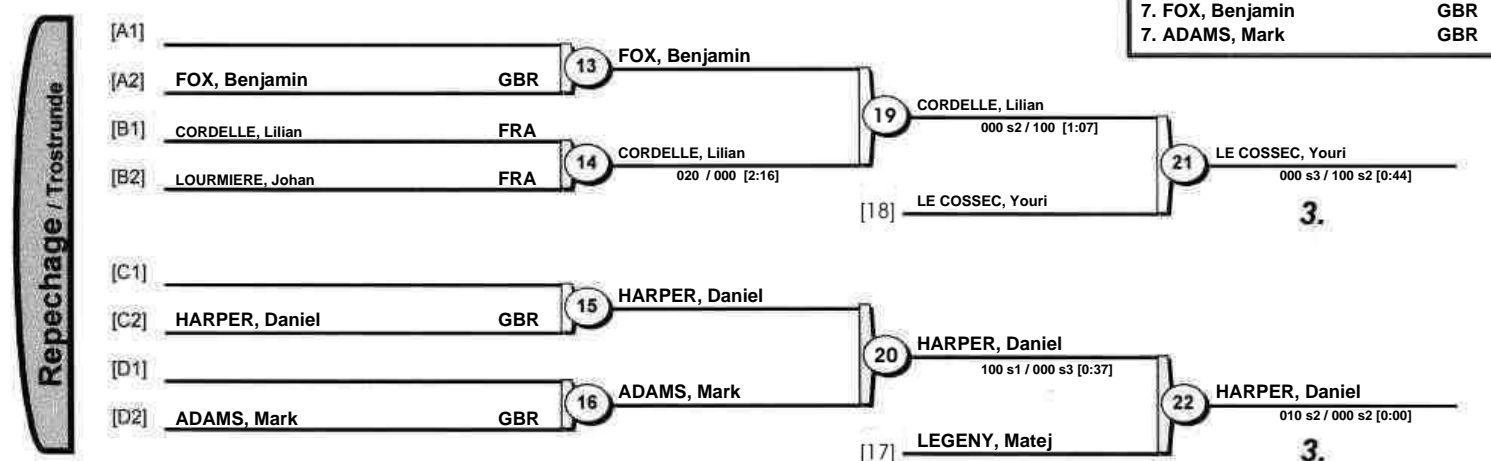 7. FOX, Benjamin GBR
7. ADAMS, Mark GBR
Repechage / Trostrunde
[A1]
[A2] FOX, Benjamin GBR
13 FOX, Benjamin
[B1] CORDELLE, Lilian FRA
[B2] LOURMIERE, Johan FRA
14 CORDELLE, Lilian
020 / 000 [2:16]
19 CORDELLE, Lilian
000 s2 / 100 [1:07]
[18] LE COSSEC, Youri
21 LE COSSEC, Youri
000 s3 / 100 s2 [0:44]
3.
[C1]
[C2] HARPER, Daniel GBR
15 HARPER, Daniel
[D1]
[D2] ADAMS, Mark GBR
16 ADAMS, Mark
20 HARPER, Daniel
100 s1 / 000 s3 [0:37]
[17] LEGENY, Matej
22 HARPER, Daniel
010 s2 / 000 s2 [0:00]
3.